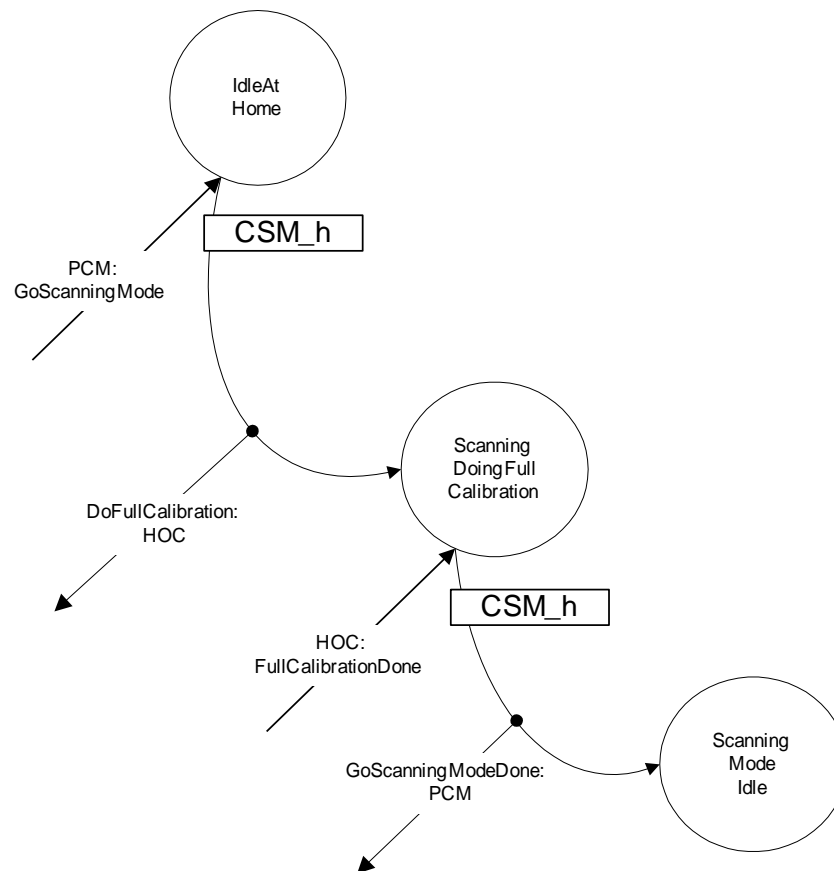 IdleAt
Home
CSM_h
PCM:
GoScanningMode
Scanning
DoingFull
Calibration
DoFullCalibration:
HOC
CSM_h
HOC:
FullCalibrationDone
Scanning
Mode
Idle
GoScanningModeDone:
PCM